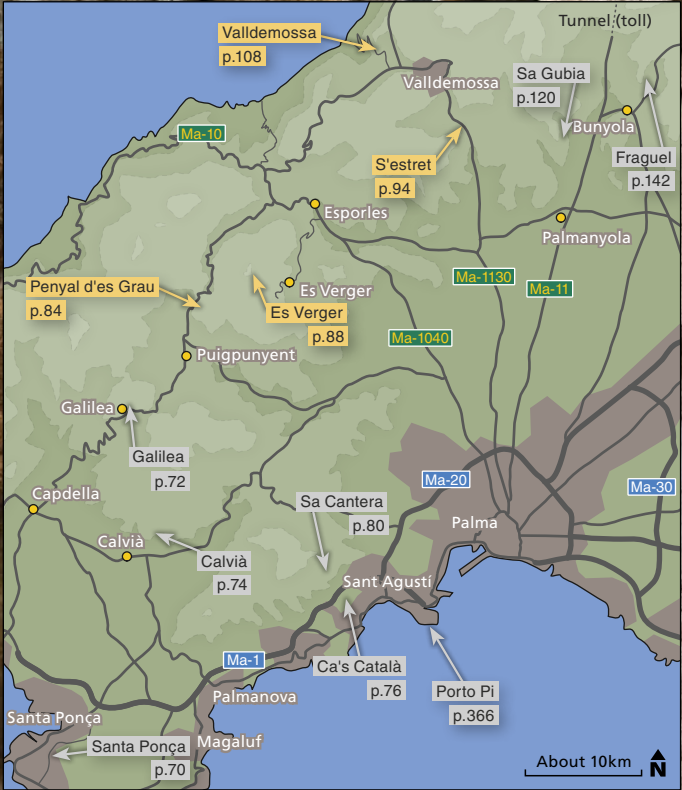 Tunnel (toll)
Valldemossa
p.108
Valldemossa
Sa Gubia
p.120
Bunyola
Ma-10
Fraguel
p.142
S'estret
p.94
Esporles
Palmanyola
Ma-1130
Ma-11
Penyal d'es Grau
p.84
Es Verger
Es Verger
p.88
Ma-1040
Puigpunyent
Galilea
Galilea
p.72
Ma-20
Ma-30
Capdella
Sa Cantera
p.80
Palma
Calvià
Calvià
p.74
Sant Agustí
Ma-1
Ca's Català
p.76
Porto Pi
p.366
Palmanova
Santa Ponça
Magaluf
Santa Ponça
p.70
About 10km
N